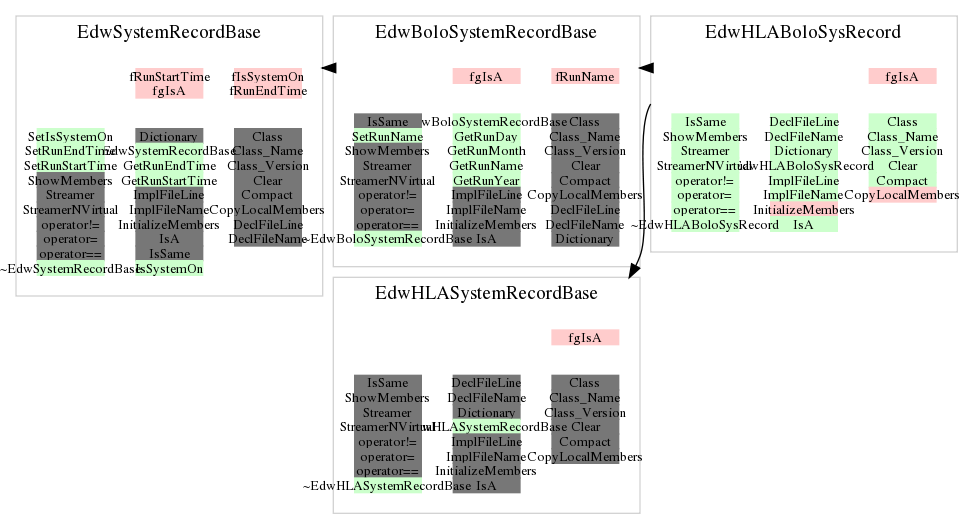 EdwSystemRecordBase
fRunStartTime
fgIsA
fIsSystemOn
fRunEndTime
SetIsSystemOn
SetRunEndTime
SetRunStartTime
ShowMembers
Streamer
StreamerNVirtual
operator!=
operator=
operator==
~EdwSystemRecordBase
Dictionary
EdwSystemRecordBase
GetRunEndTime
GetRunStartTime
ImplFileLine
ImplFileName
InitializeMembers
IsA
IsSame
IsSystemOn
Class
Class_Name
Class_Version
Clear
Compact
CopyLocalMembers
DeclFileLine
DeclFileName
EdwBoloSystemRecordBase
fgIsA
fRunName
IsSame
SetRunName
ShowMembers
Streamer
StreamerNVirtual
operator!=
operator=
operator==
~EdwBoloSystemRecordBase
wBoloSystemRecordBase
GetRunDay
GetRunMonth
GetRunName
GetRunYear
ImplFileLine
ImplFileName
InitializeMembers
IsA
Class
Class_Name
Class_Version
Clear
Compact
CopyLocalMembers
DeclFileLine
DeclFileName
Dictionary
EdwHLABoloSysRecord
fgIsA
IsSame
ShowMembers
Streamer
StreamerNVirtual
operator!=
operator=
operator==
~EdwHLABoloSysRecord
DeclFileLine
DeclFileName
Dictionary
EdwHLABoloSysRecord
ImplFileLine
ImplFileName
InitializeMembers
IsA
Class
Class_Name
Class_Version
Clear
Compact
CopyLocalMembers
EdwHLASystemRecordBase
fgIsA
IsSame
ShowMembers
Streamer
StreamerNVirtual
operator!=
operator=
operator==
~EdwHLASystemRecordBase
DeclFileLine
DeclFileName
Dictionary
wHLASystemRecordBase
ImplFileLine
ImplFileName
InitializeMembers
IsA
Class
Class_Name
Class_Version
Clear
Compact
CopyLocalMembers